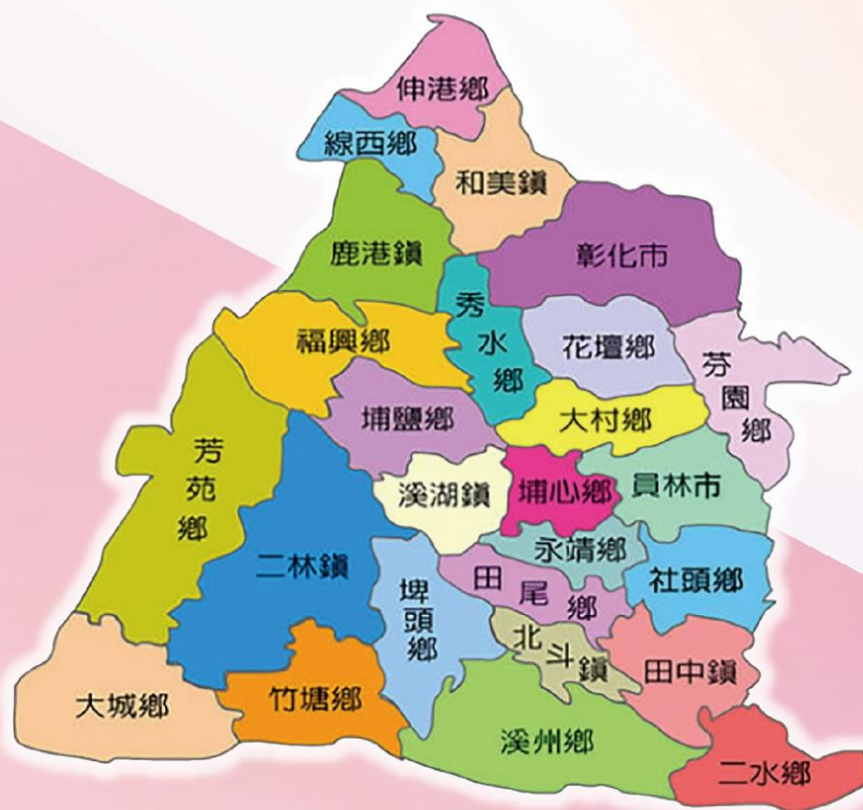 伸港鄉
線西鄉
和美鎮
鹿港鎮
彰化市
秀水鄉
福興鄉
花壇鄉
芬園鄉
埔鹽鄉
大村鄉
芳苑鄉
溪湖鎮
埔心鄉
員林市
二林鎮
永靖鄉
田尾鄉
社頭鄉
埤頭鄉
北斗鎮
田中鎮
大城鄉
竹塘鄉
溪州鄉
二水鄉